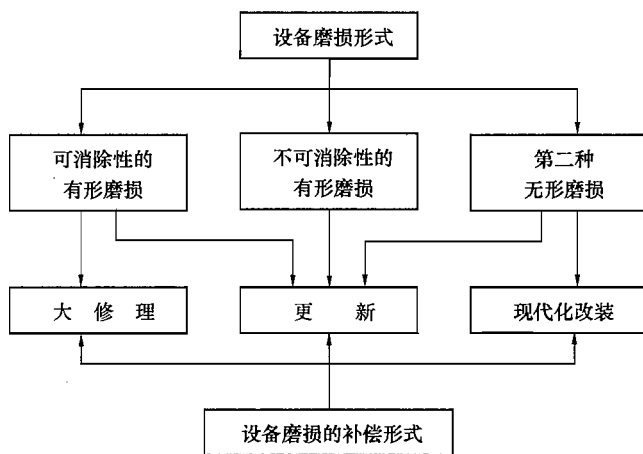 设备磨损形式
可消除性的
有形磨损
不可消除性的
有形磨损
第二种
无形磨损
大 修 理
更 新
现代化改装
设备磨损的补偿形式